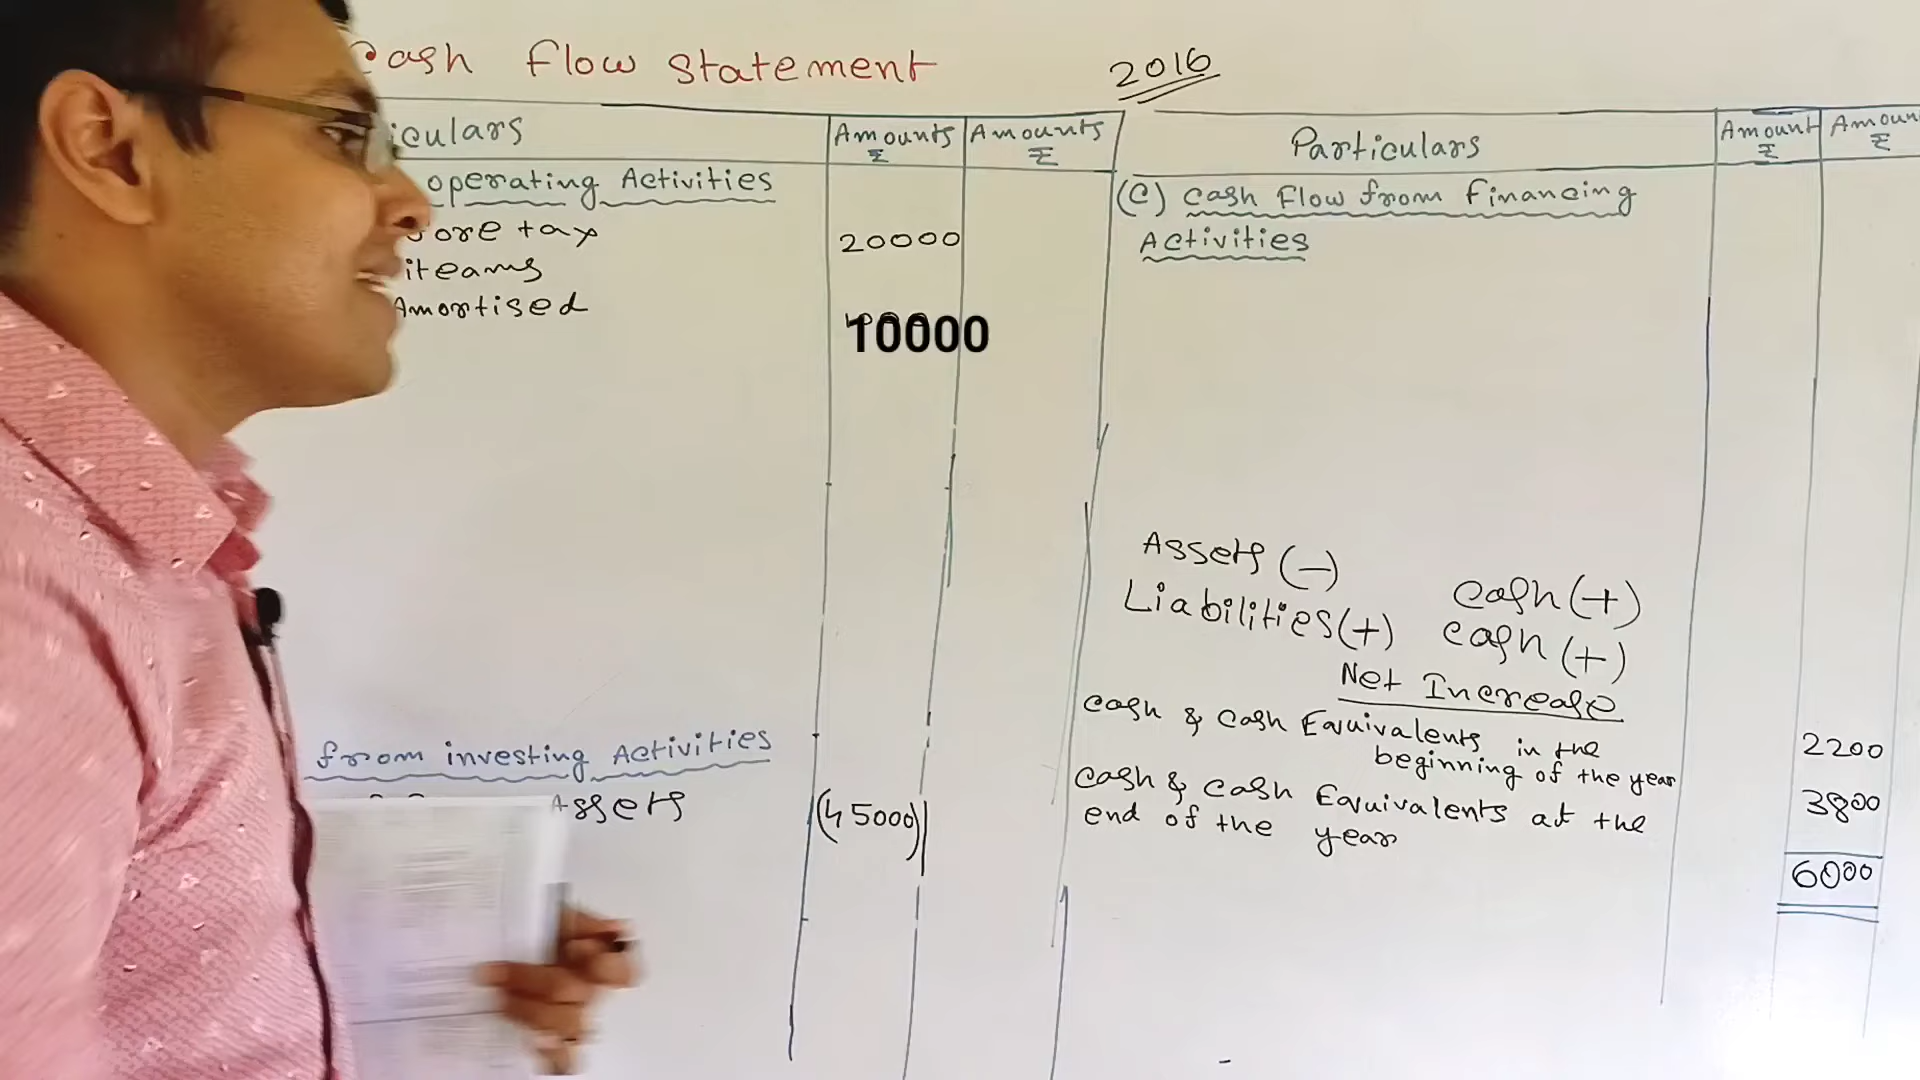 Cash Flow Statement
2016
iculars
Amounts
₹
Amounts
₹
operating Activities
fore tax
20000
iteams
Amortised
10000
from investing Activities
Assets
(45000)
Particulars
Amount
₹
Amoun
₹
(C) Cash Flow from Financing
Activities
Assets (-)
Cash (+)
Liabilities (+)
Cash (+)
Net Increase
Cash & Cash Equivalents in the
beginning of the year
2200
Cash & Cash Equivalents at the
end of the year
3800
6000